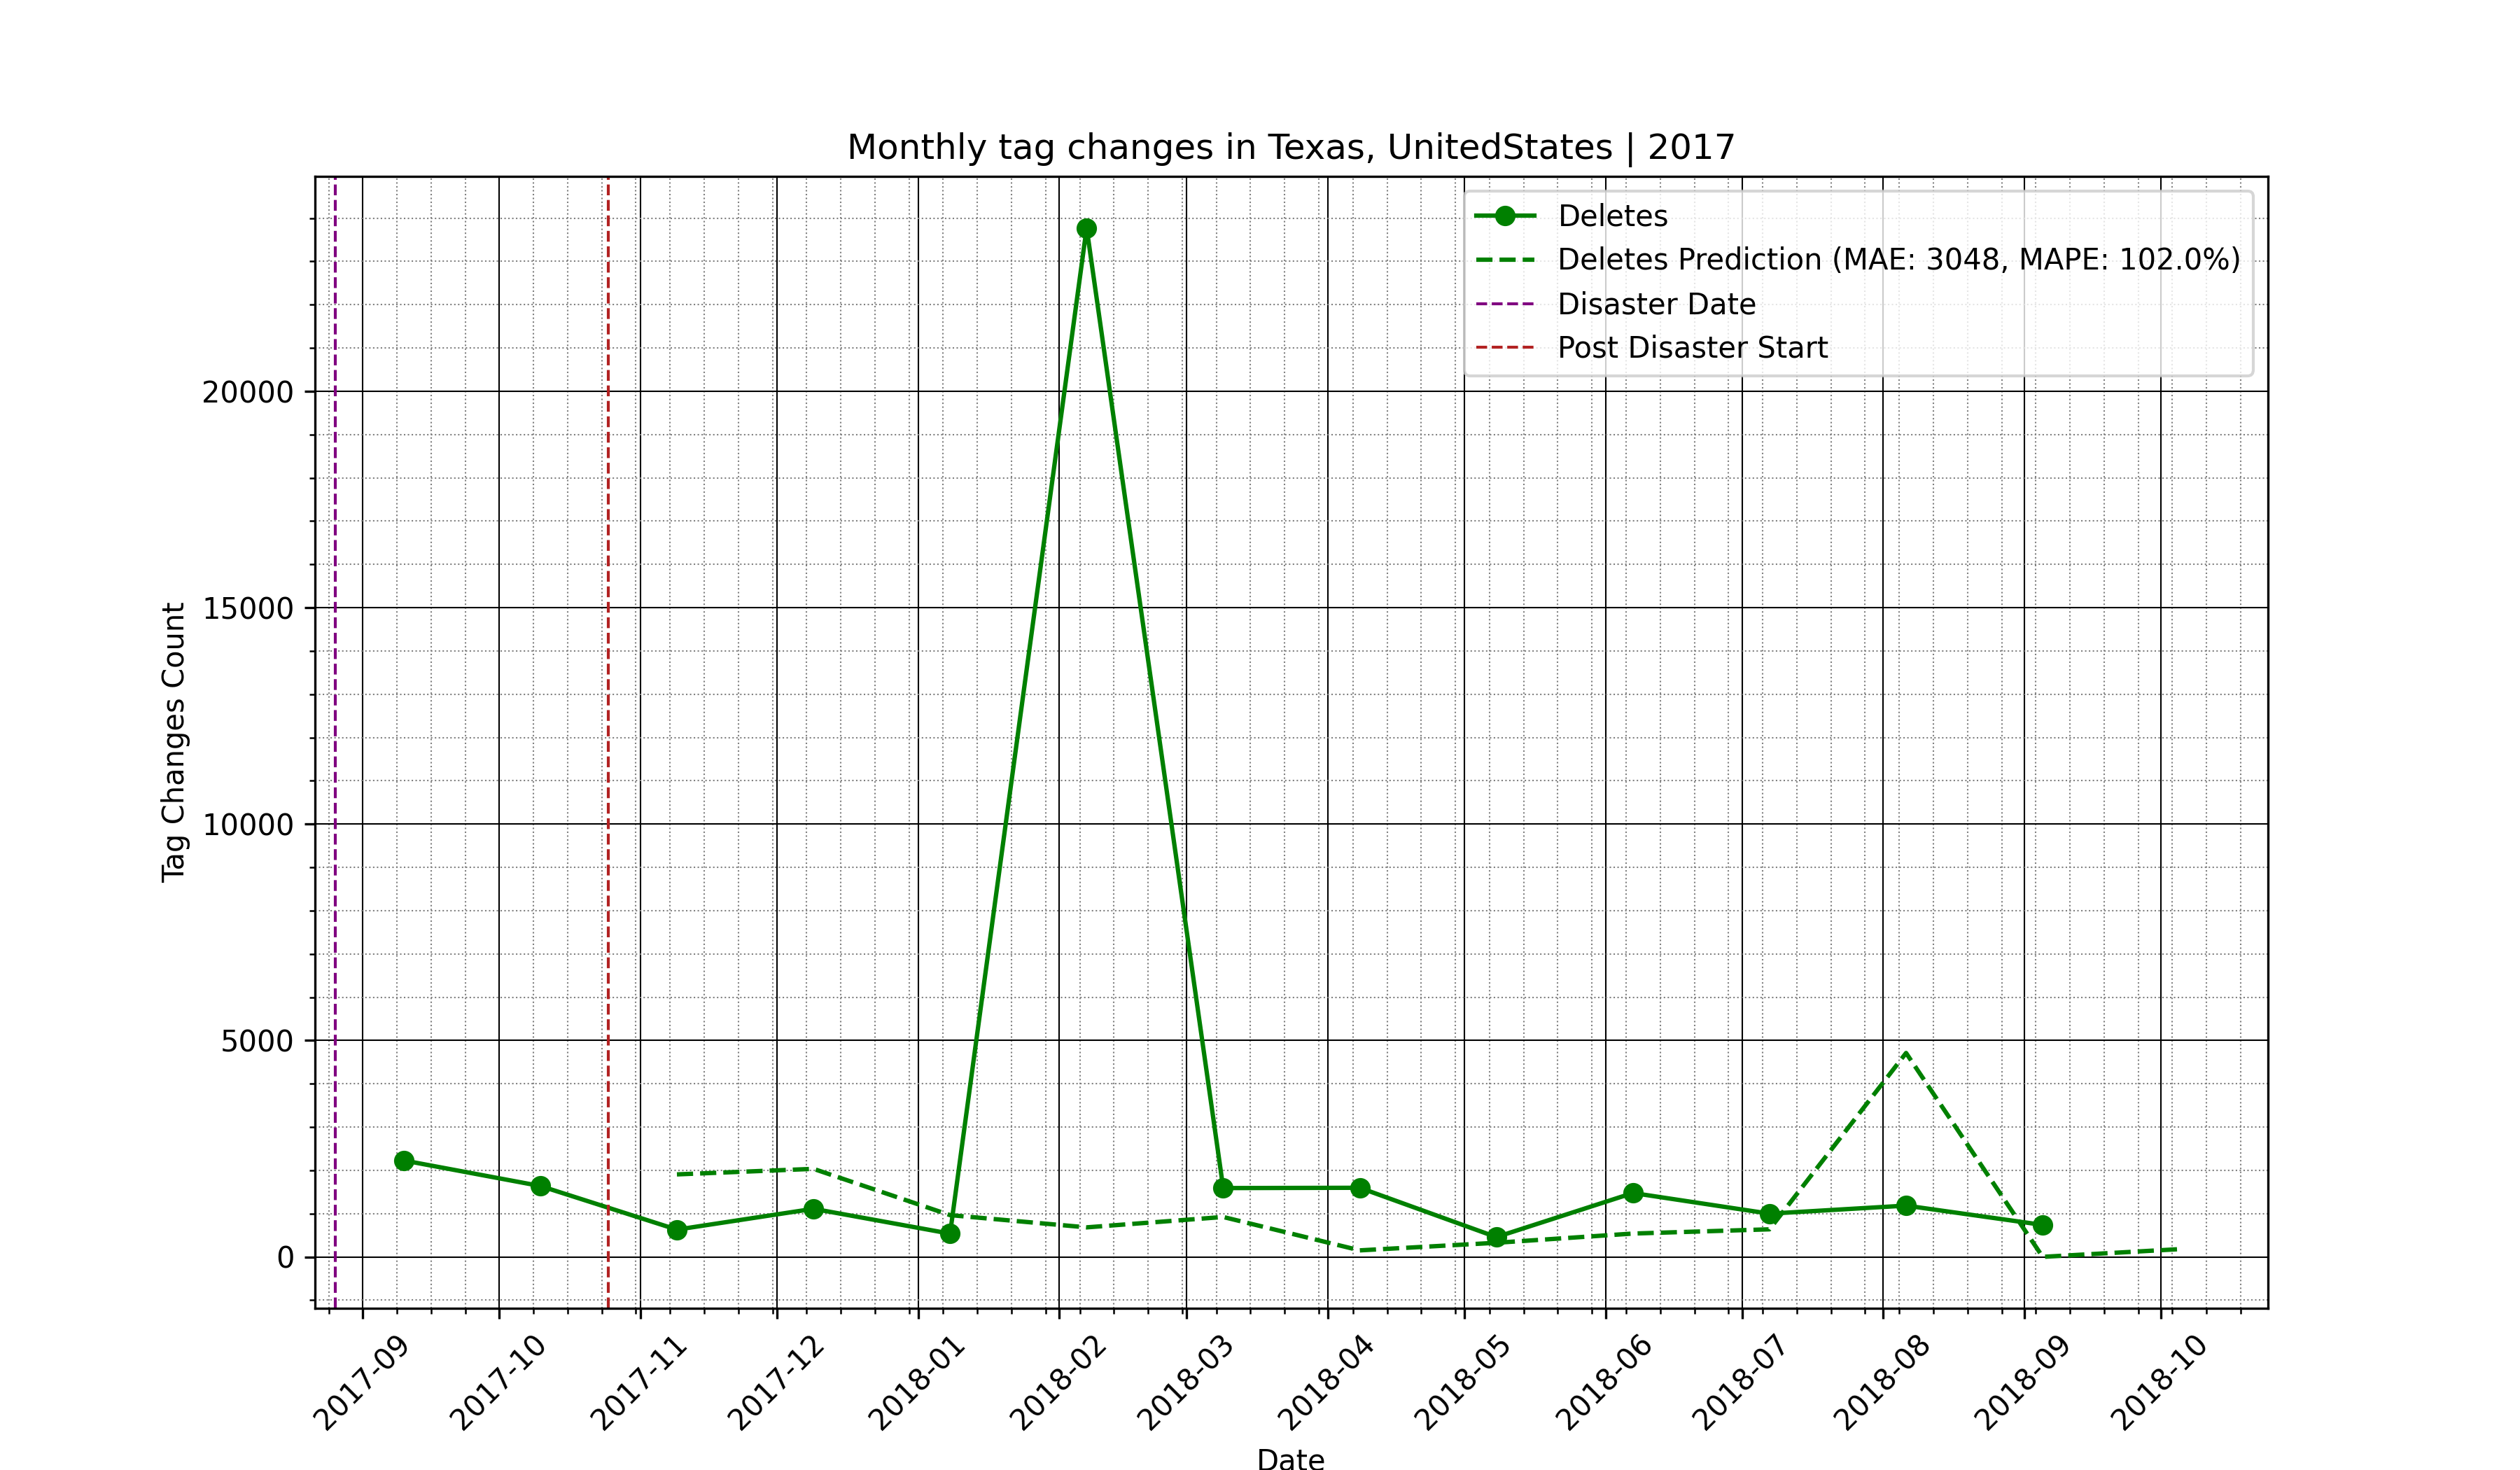 Monthly tag changes in Texas, UnitedStates | 2017
Deletes
Deletes Prediction (MAE: 3048, MAPE: 102.0%)
Disaster Date
Post Disaster Start
Tag Changes Count
20000
15000
10000
5000
0
2017-09
2017-10
2017-11
2017-12
2018-01
2018-02
2018-03
2018-04
2018-05
2018-06
2018-07
2018-08
2018-09
2018-10
Date